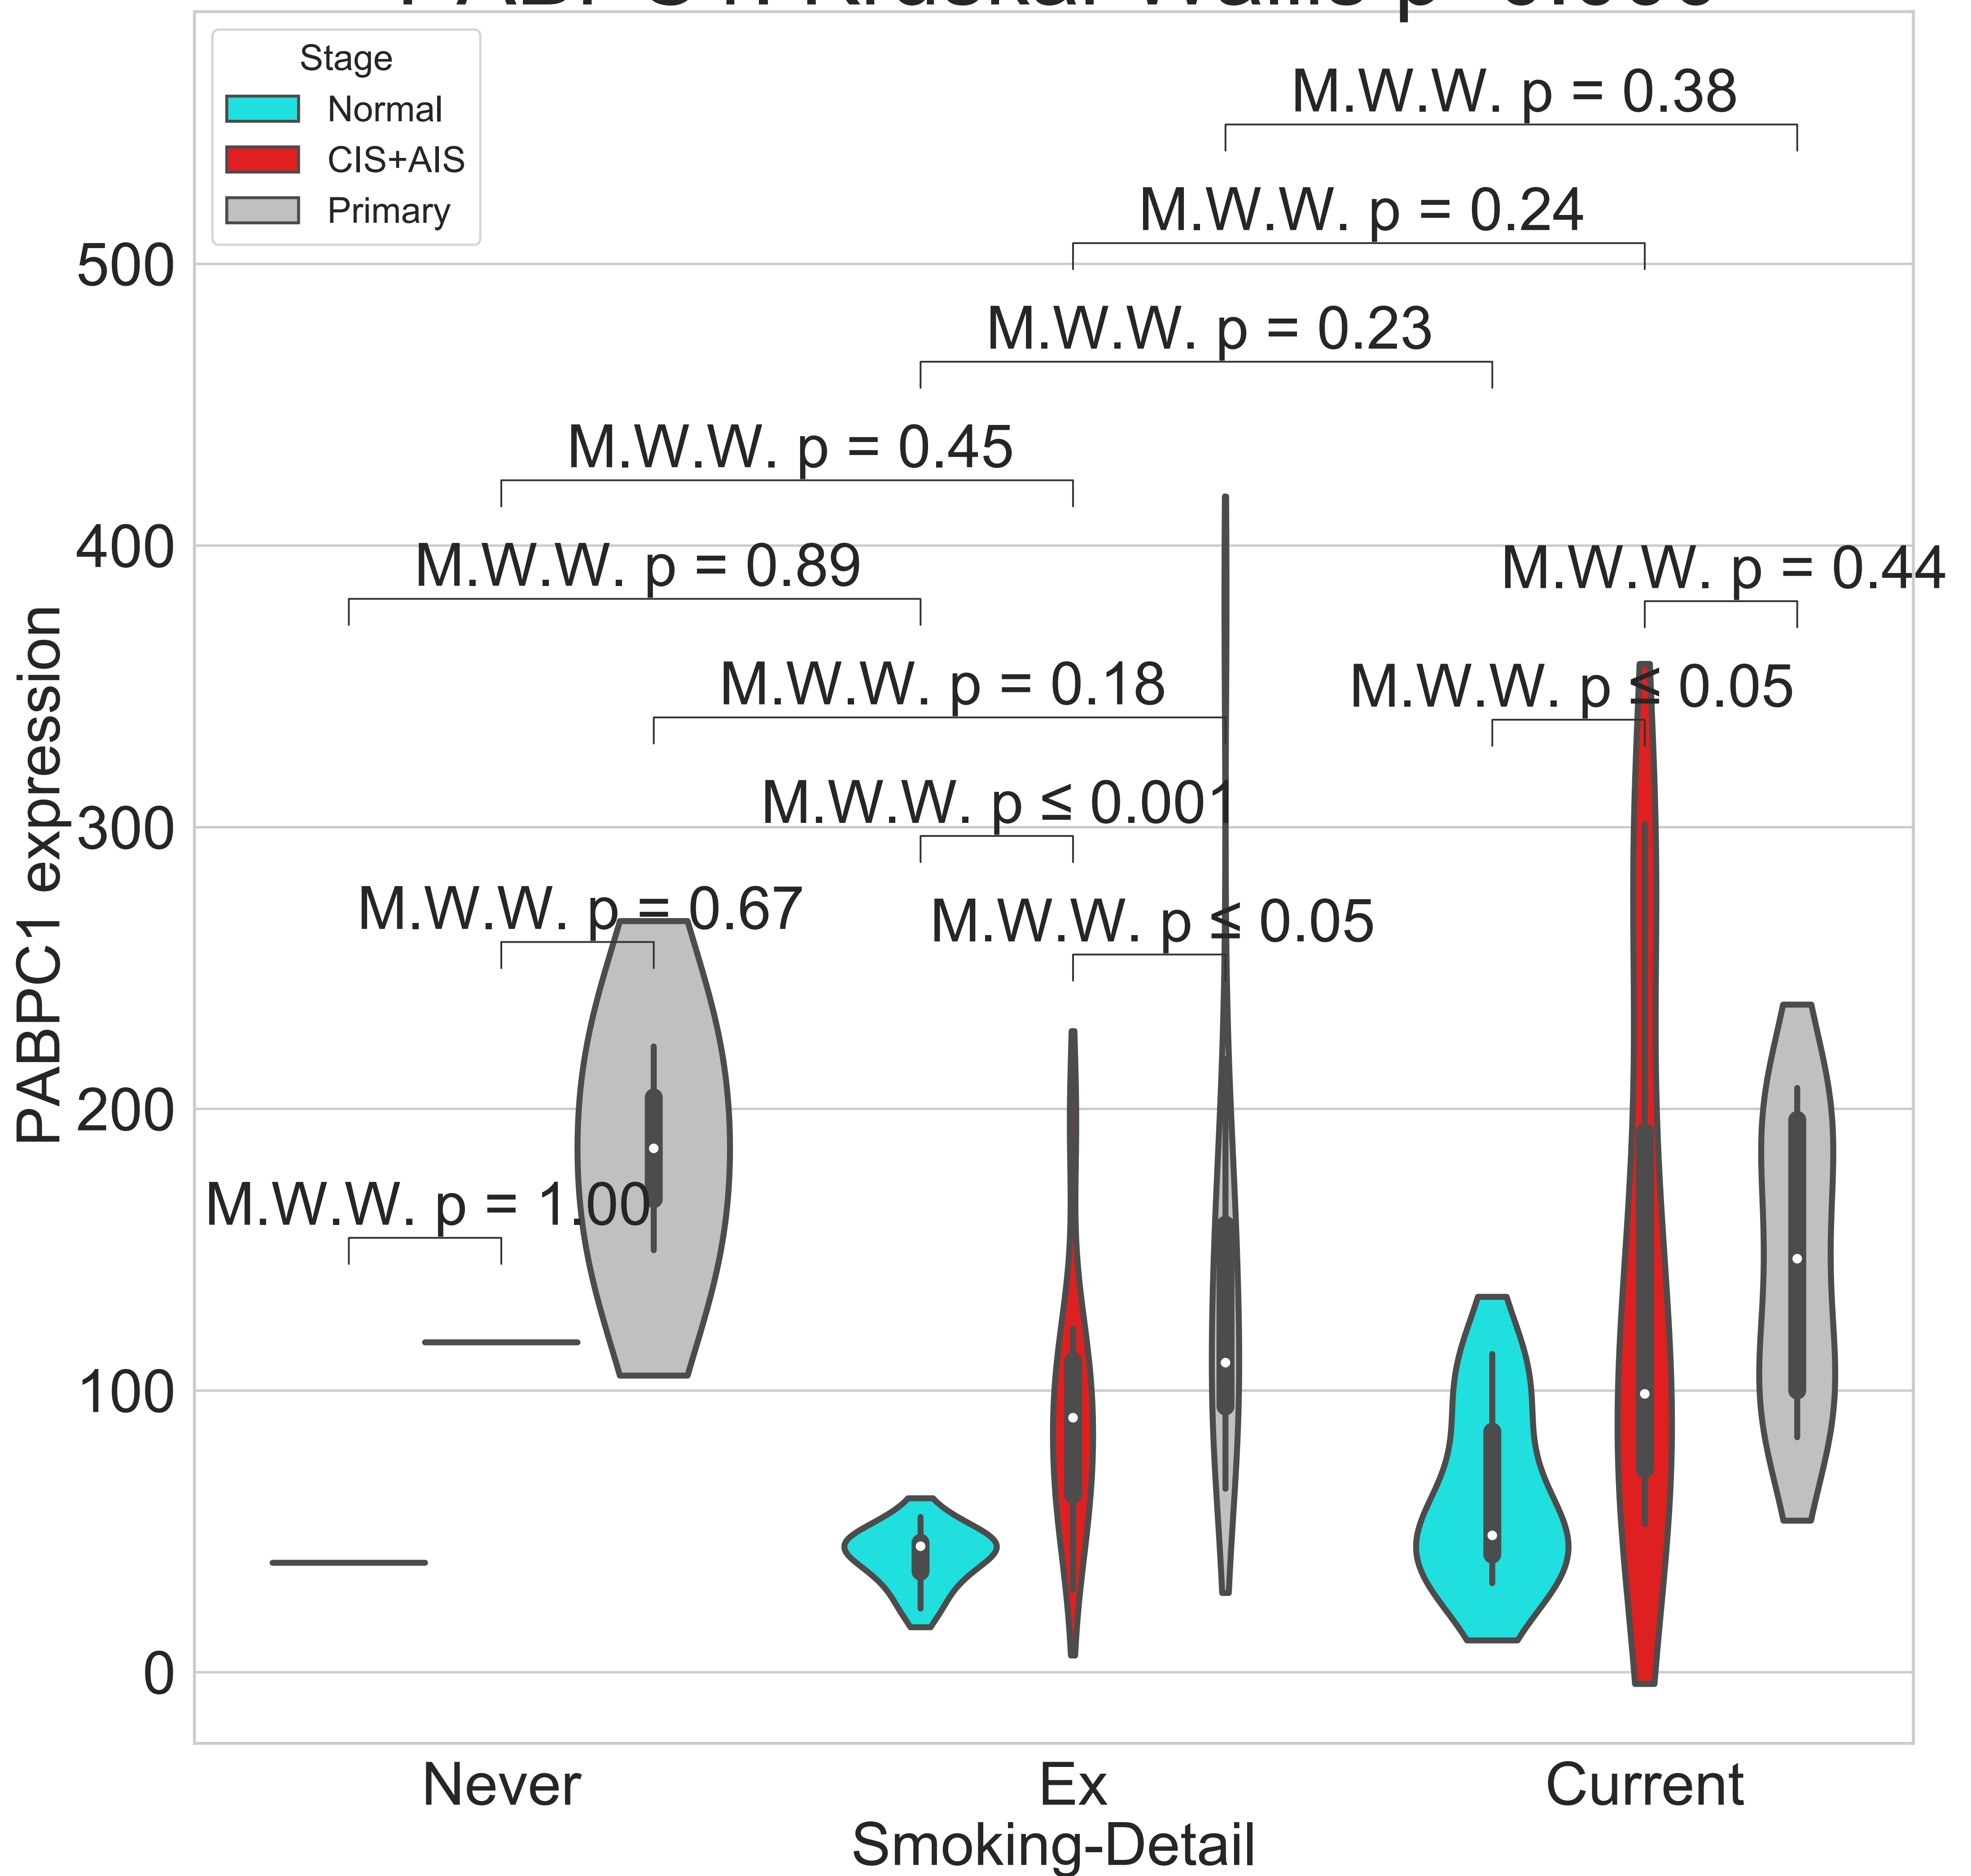 Stage
Normal
CIS+AIS
Primary
M.W.W. p = 0.38
M.W.W. p = 0.24
M.W.W. p = 0.23
M.W.W. p = 0.45
M.W.W. p = 0.89
M.W.W. p = 0.44
M.W.W. p = 0.18
M.W.W. p ≤ 0.05
M.W.W. p ≤ 0.001
M.W.W. p = 0.67
M.W.W. p ≤ 0.05
M.W.W. p = 1.00
500
400
300
200
100
0
PABPC1 expression
Never
Ex
Current
Smoking-Detail